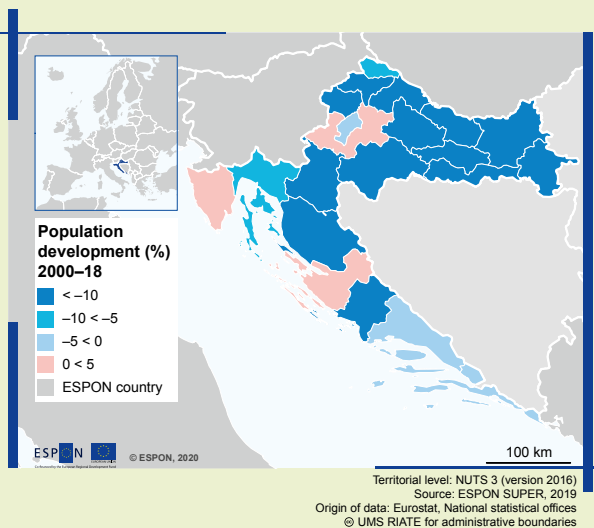 Population
development (%)
2000–18
< –10
–10 < –5
–5 < 0
0 < 5
ESPON country
ESPON
© ESPON, 2020
100 km
Territorial level: NUTS 3 (version 2016)
Source: ESPON SUPER, 2019
Origin of data: Eurostat, National statistical offices
© UMS RIATE for administrative boundaries